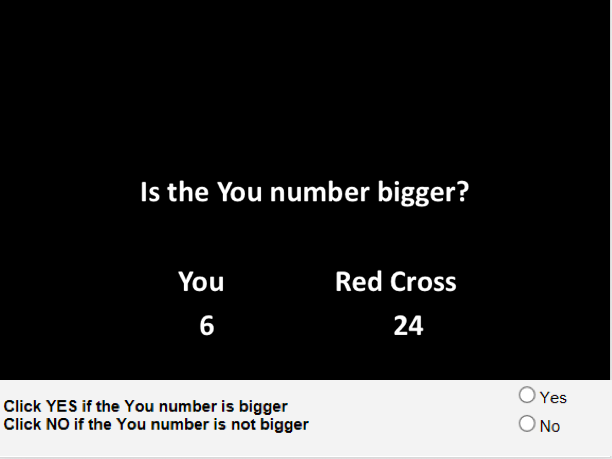 Is the You number bigger?
You Red Cross
6 24
Click YES if the You number is bigger
Click NO if the You number is not bigger
Yes
No